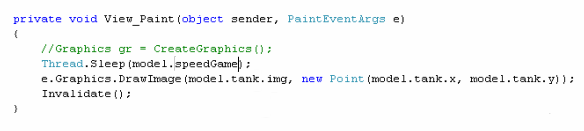 private void View_Paint(object sender, PaintEventArgs e)
{
//Graphics gr = CreateGraphics();
Thread.Sleep(model.speedGame);
e.Graphics.DrawImage(model.tank.img, new Point(model.tank.x, model.tank.y));
Invalidate();
}